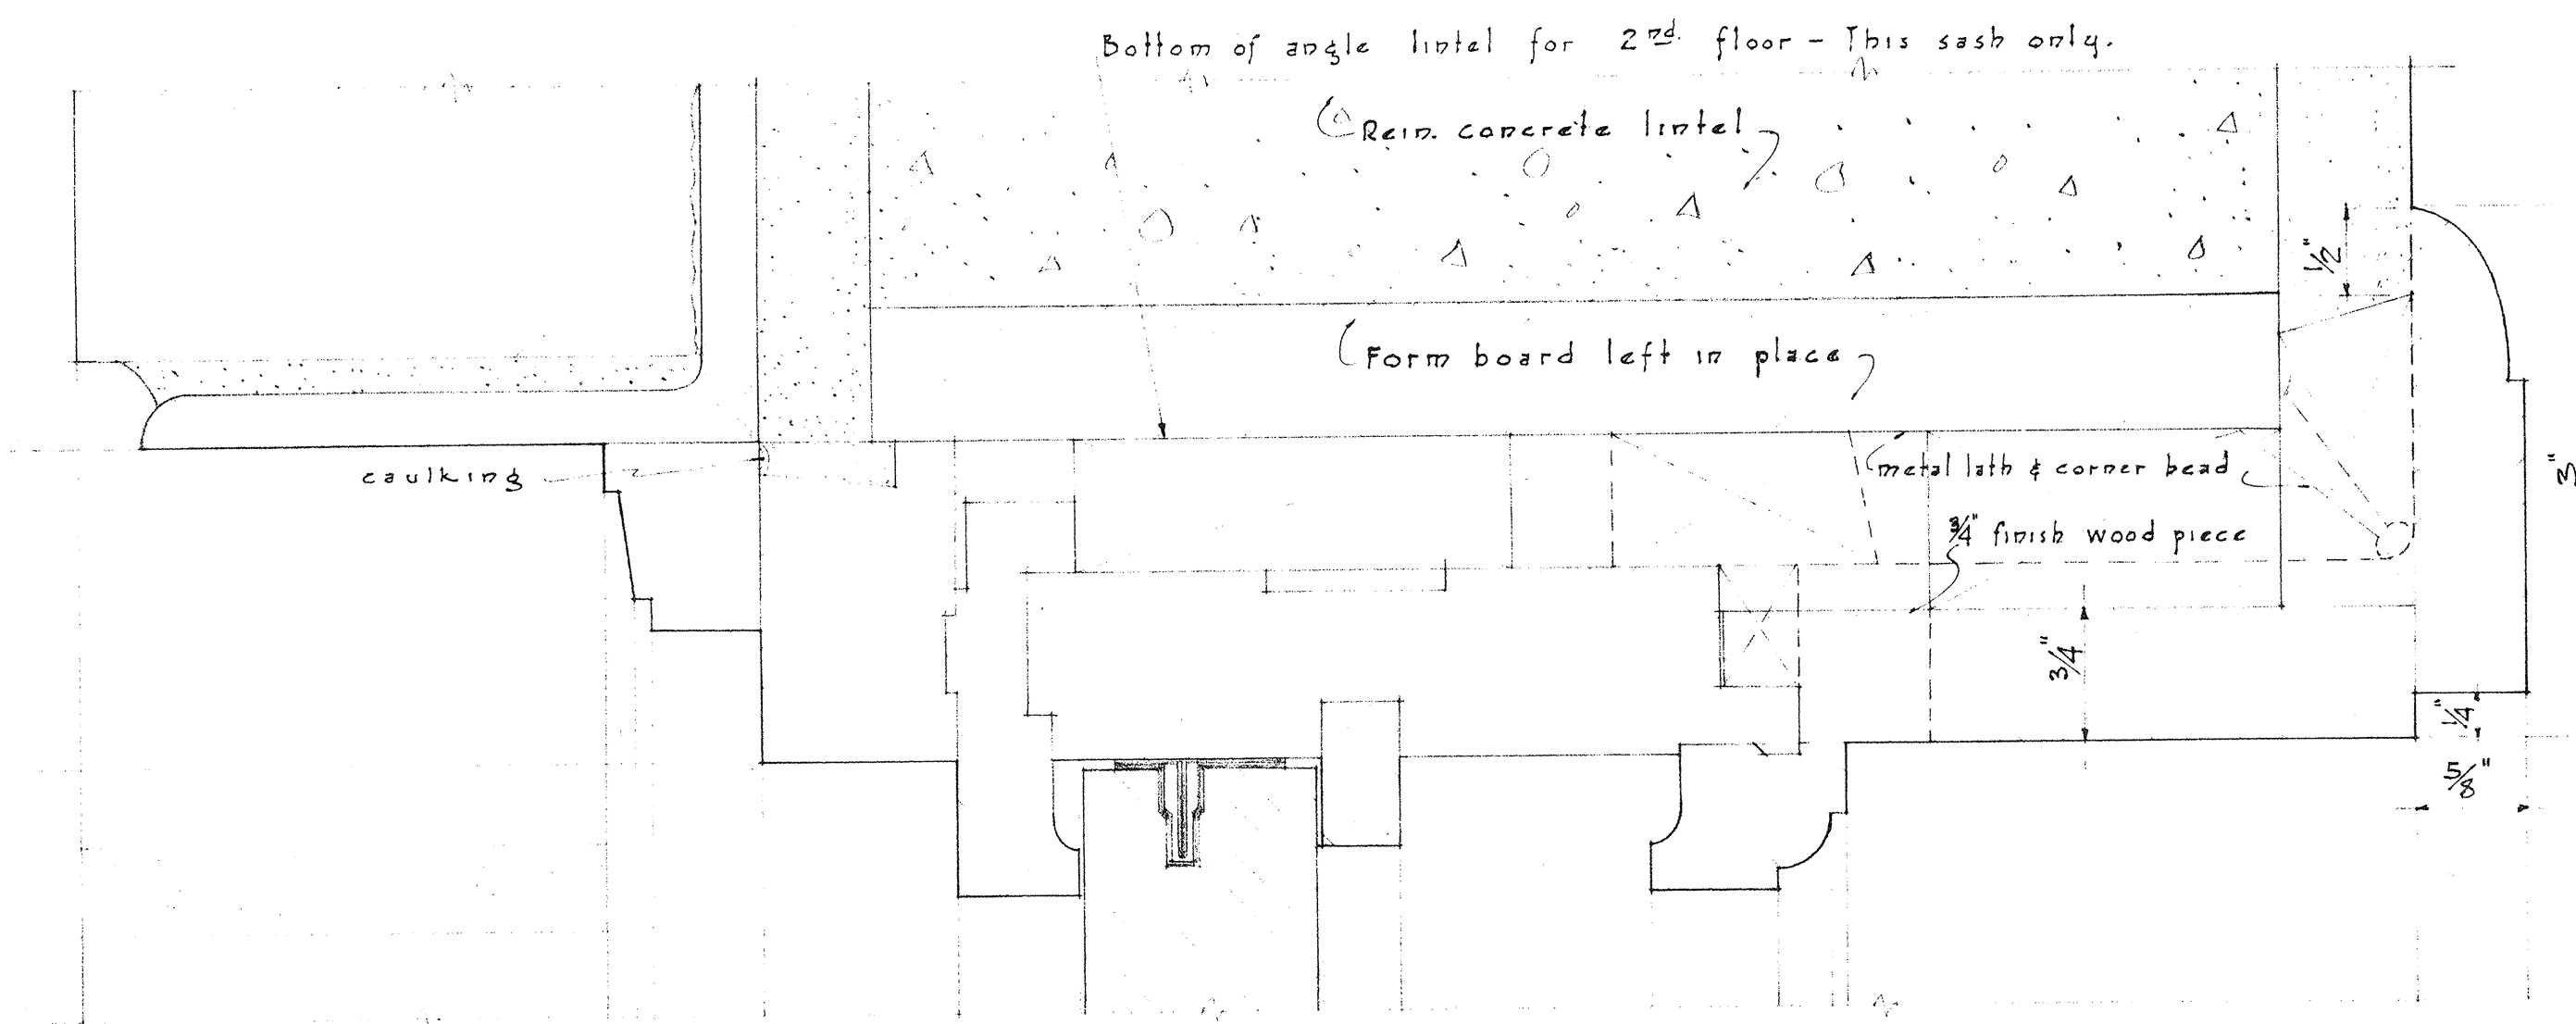 Bottom of angle lintel for 2nd. floor – This sash only.
Rein. concrete lintel
1/2"
Form board left in place
caulking
metal lath & corner bead
3"
3/4" finish wood piece
3/4"
1/4"
5/8"